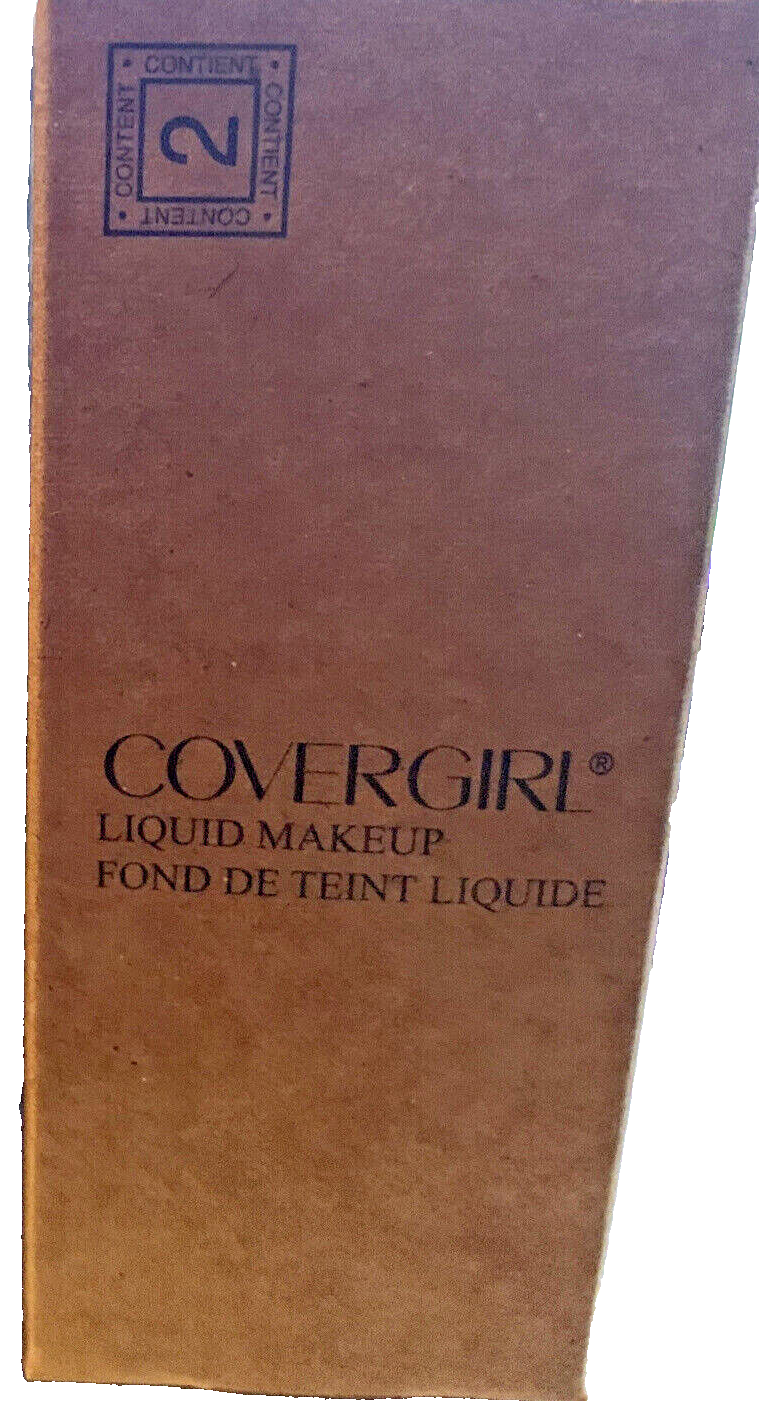 CONTIENT
CONTENT
2
CONTIENT
CONTENT
COVERGIRL®
LIQUID MAKEUP
FOND DE TEINT LIQUIDE